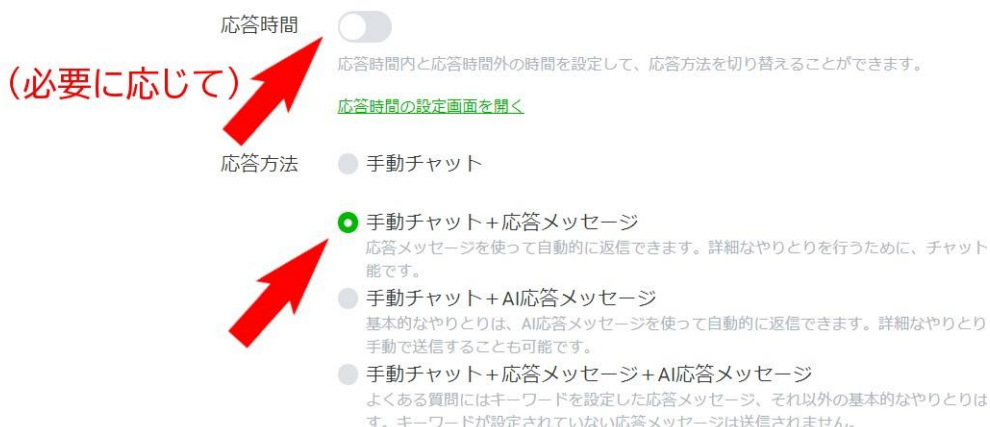 応答時間
応答時間内と応答時間外の時間を設定して、応答方法を切り替えることができます。
（必要に応じて）
応答時間の設定画面を開く
応答方法
手動チャット
手動チャット+応答メッセージ
応答メッセージを使って自動的に返信できます。詳細なやりとりを行うために、チャット
能です。
手動チャット+AI応答メッセージ
基本的なやりとりは、AI応答メッセージを使って自動的に返信できます。詳細なやりとり
手動で送信することも可能です。
手動チャット+応答メッセージ+AI応答メッセージ
よくある質問にはキーワードを設定した応答メッセージ、それ以外の基本的なやりとりは
す。キーワードが設定されていない応答メッセージは送信されません。